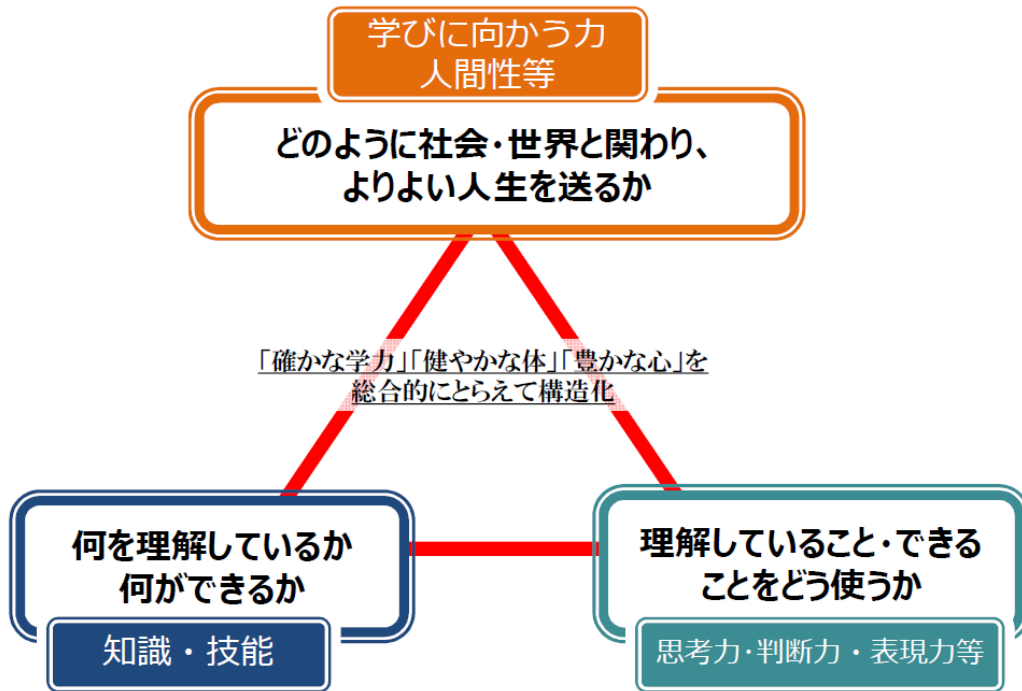 学びに向かう力
人間性等
どのように社会・世界と関わり、
よりよい人生を送るか
「確かな学力」「健やかな体」「豊かな心」を
総合的にとらえて構造化
何を理解しているか
何ができるか
知識・技能
理解していること・できる
ことをどう使うか
思考力・判断力・表現力等